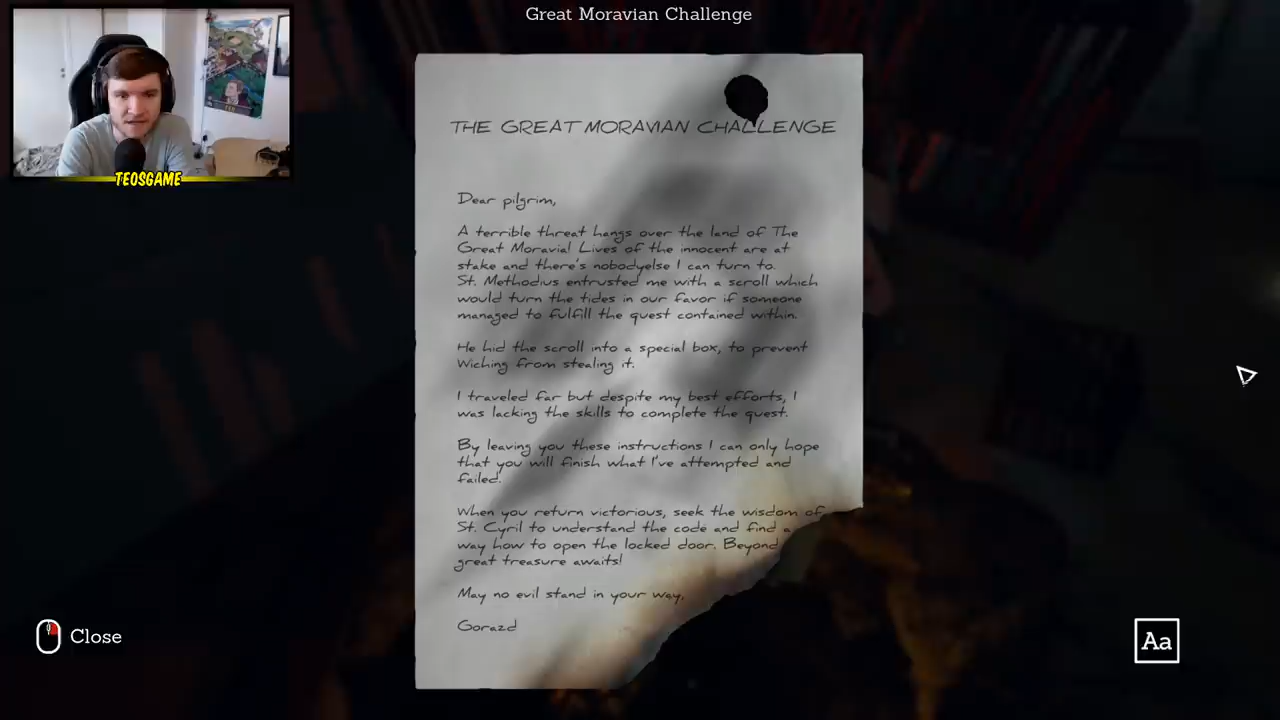 Great Moravian Challenge
TEOSGAME
THE GREAT MORAVIAN CHALLENGE
Dear pilgrim,
A terrible threat hangs over the land of The
Great Moravia! Lives of the innocent are at
stake and there's nobodyelse I can turn to.
St. Methodius entrusted me with a scroll which
would turn the tides in our favor if someone
managed to fulfill the quest contained within.
He hid the scroll into a special box, to prevent
Wiching from stealing it.
I traveled far but despite my best efforts, I
was lacking the skills to complete the quest.
By leaving you these instructions I can only hope
that you will finish what I've attempted and
failed.
When you return victorious, seek the wisdom of
St. Cyril to understand the code and find a
way how to open the locked door. Beyond
great treasure awaits!
May no evil stand in your way,
Gorazd
Close
Aa